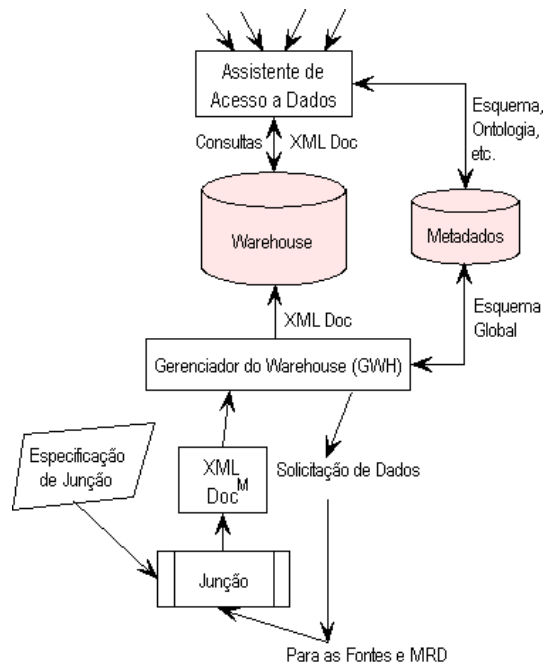 Assistente de
Acesso a Dados
Esquema,
Ontologia,
etc.
Consultas
XML Doc
Warehouse
Metadados
XML Doc
Esquema
Global
Gerenciador do Warehouse (GWH)
Especificação
de Junção
XML
Doc M
Solicitação de Dados
Junção
Para as Fontes e MRD